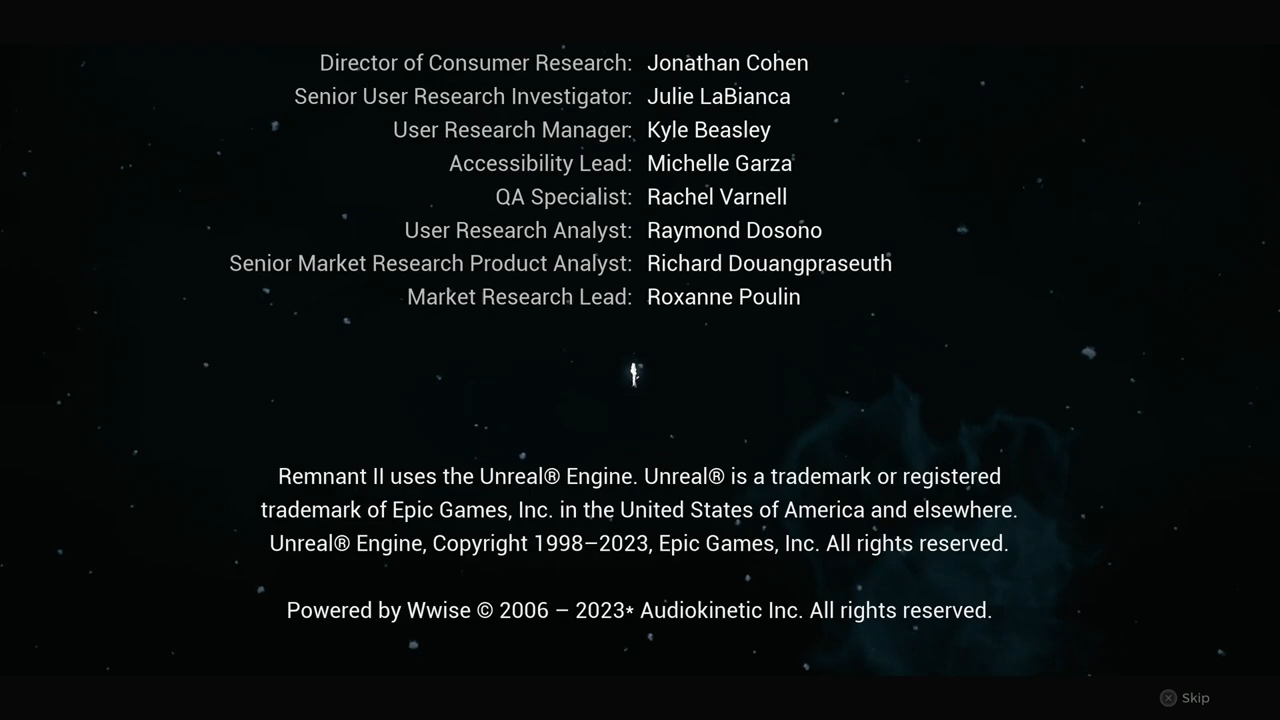 Director of Consumer Research: Jonathan Cohen
Senior User Research Investigator: Julie LaBianca
User Research Manager: Kyle Beasley
Accessibility Lead: Michelle Garza
QA Specialist: Rachel Varnell
User Research Analyst: Raymond Dosono
Senior Market Research Product Analyst: Richard Douangpraseuth
Market Research Lead: Roxanne Poulin
Remnant II uses the Unreal® Engine. Unreal® is a trademark or registered
trademark of Epic Games, Inc. in the United States of America and elsewhere.
Unreal® Engine, Copyright 1998–2023, Epic Games, Inc. All rights reserved.
Powered by Wwise © 2006 – 2023* Audiokinetic Inc. All rights reserved.
Skip